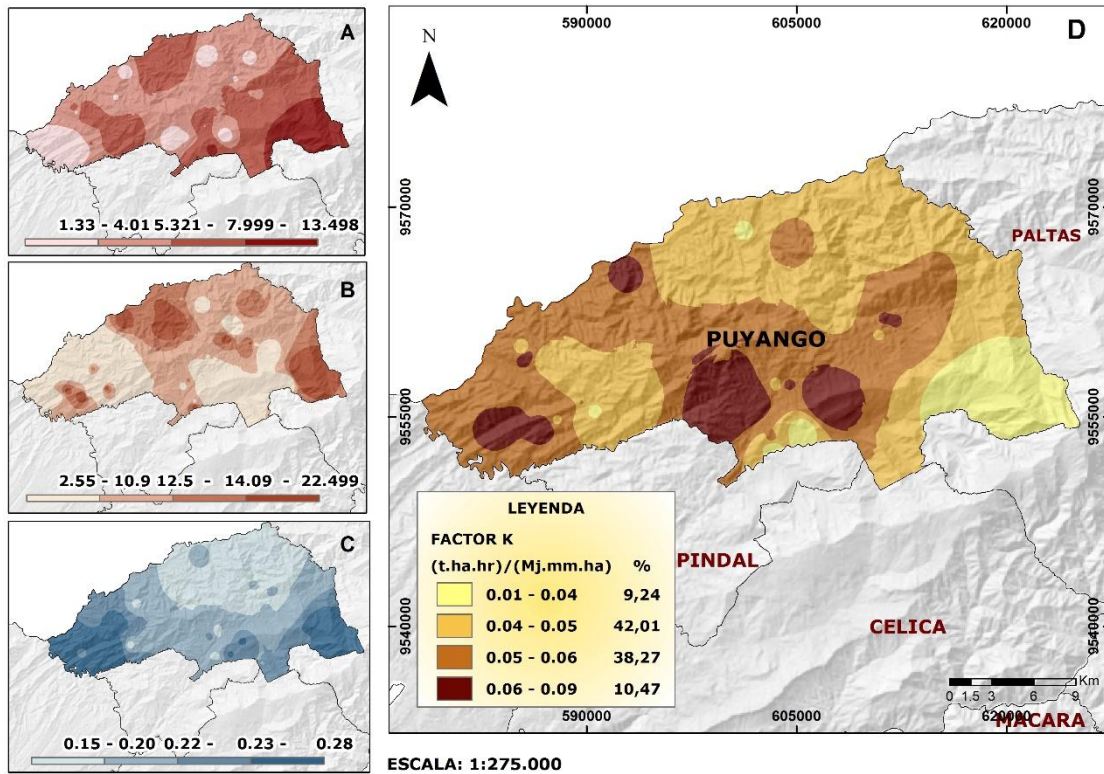 A
1.33 - 4.01 5.321 - 7.999 - 13.498
B
2.55 - 10.9 12.5 - 14.09 - 22.499
C
0.15 - 0.20 0.22 - 0.23 - 0.28
590000 605000 620000
D
N
9570000 9570000
PALTAS
PUYANGO
9555000 9555000
LEYENDA
FACTOR K
(t.ha.hr)/(Mj.mm.ha) %
0.01 - 0.04 9,24
0.04 - 0.05 42,01
0.05 - 0.06 38,27
0.06 - 0.09 10,47
PINDAL
CELICA
9540000 9540000
Km
0 1.5 3 6 9
MACARA
590000 605000 620000
ESCALA: 1:275.000